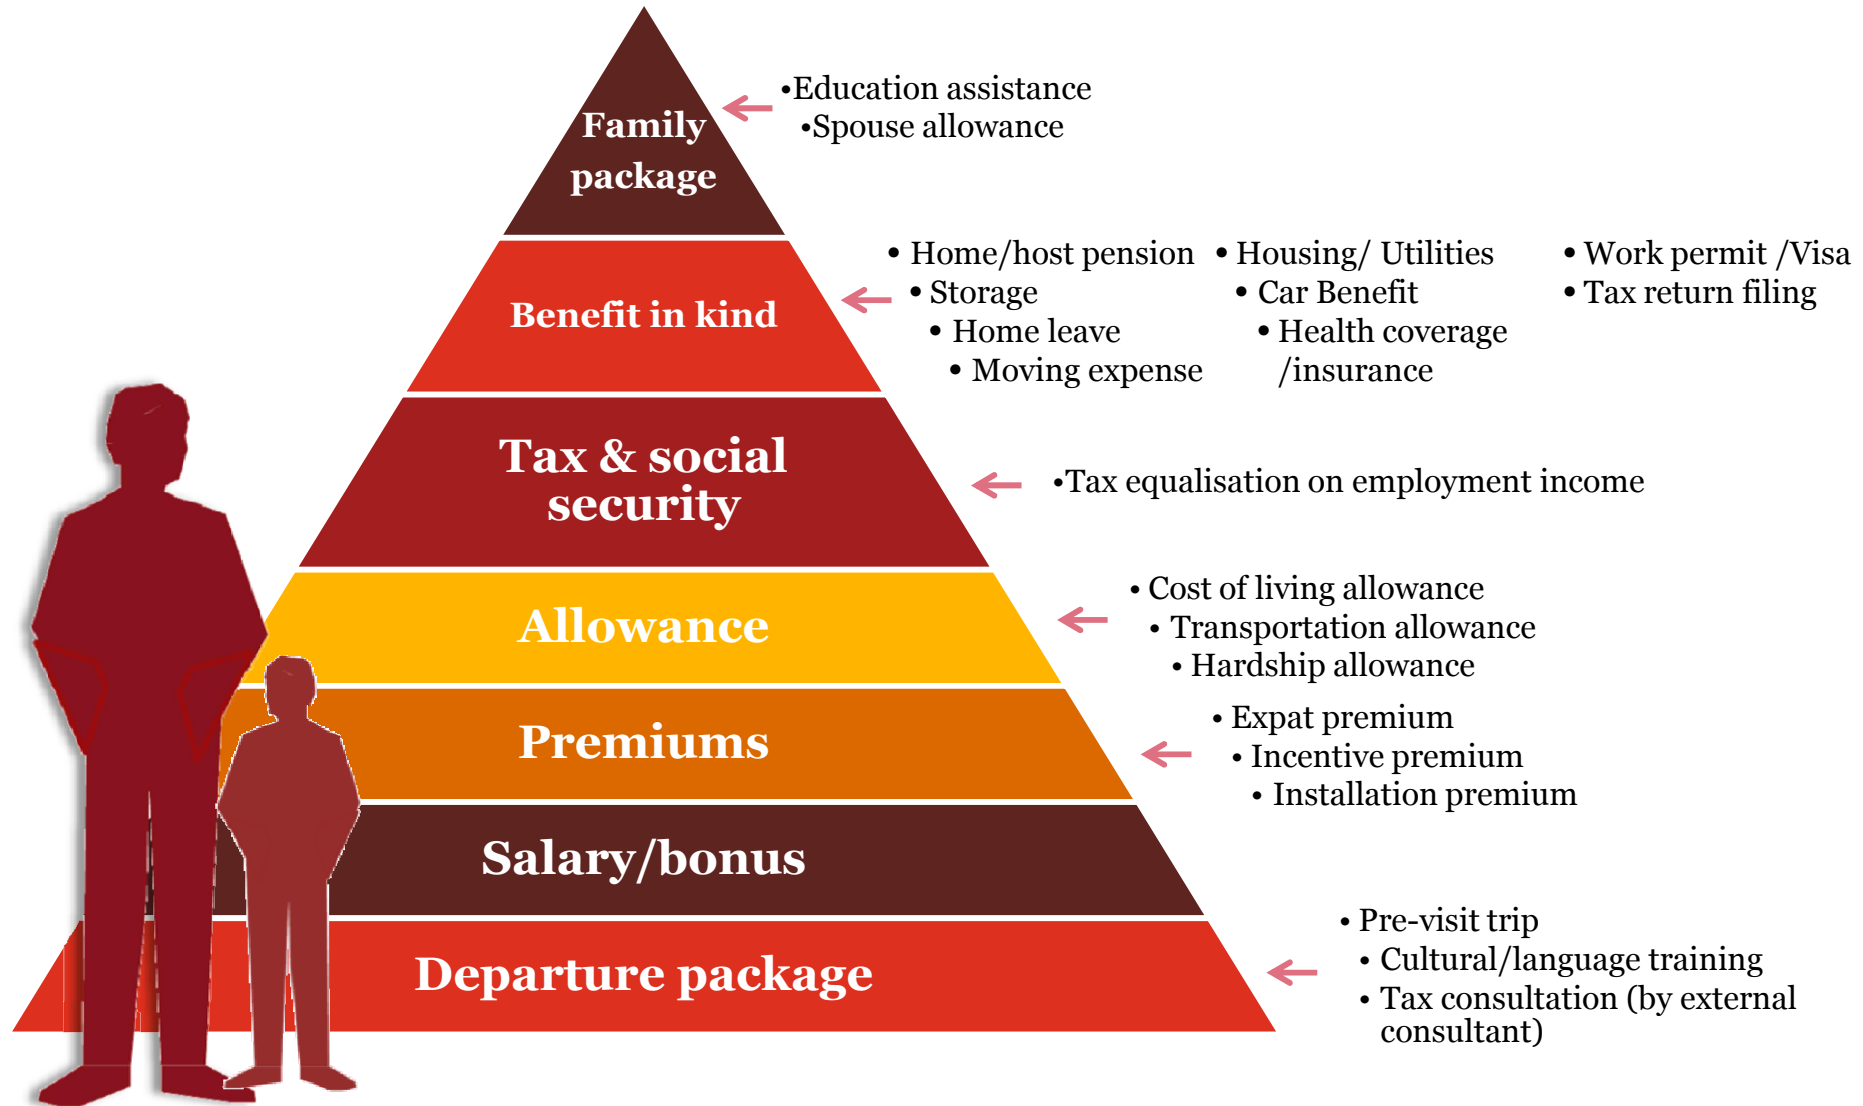 Family
package
•Education assistance
•Spouse allowance
Benefit in kind
• Home/host pension
• Storage
• Home leave
• Moving expense
• Housing/ Utilities
• Car Benefit
• Health coverage
/insurance
• Work permit /Visa
• Tax return filing
Tax & social
security
•Tax equalisation on employment income
Allowance
• Cost of living allowance
• Transportation allowance
• Hardship allowance
Premiums
• Expat premium
• Incentive premium
• Installation premium
Salary/bonus
Departure package
• Pre-visit trip
• Cultural/language training
• Tax consultation (by external
consultant)